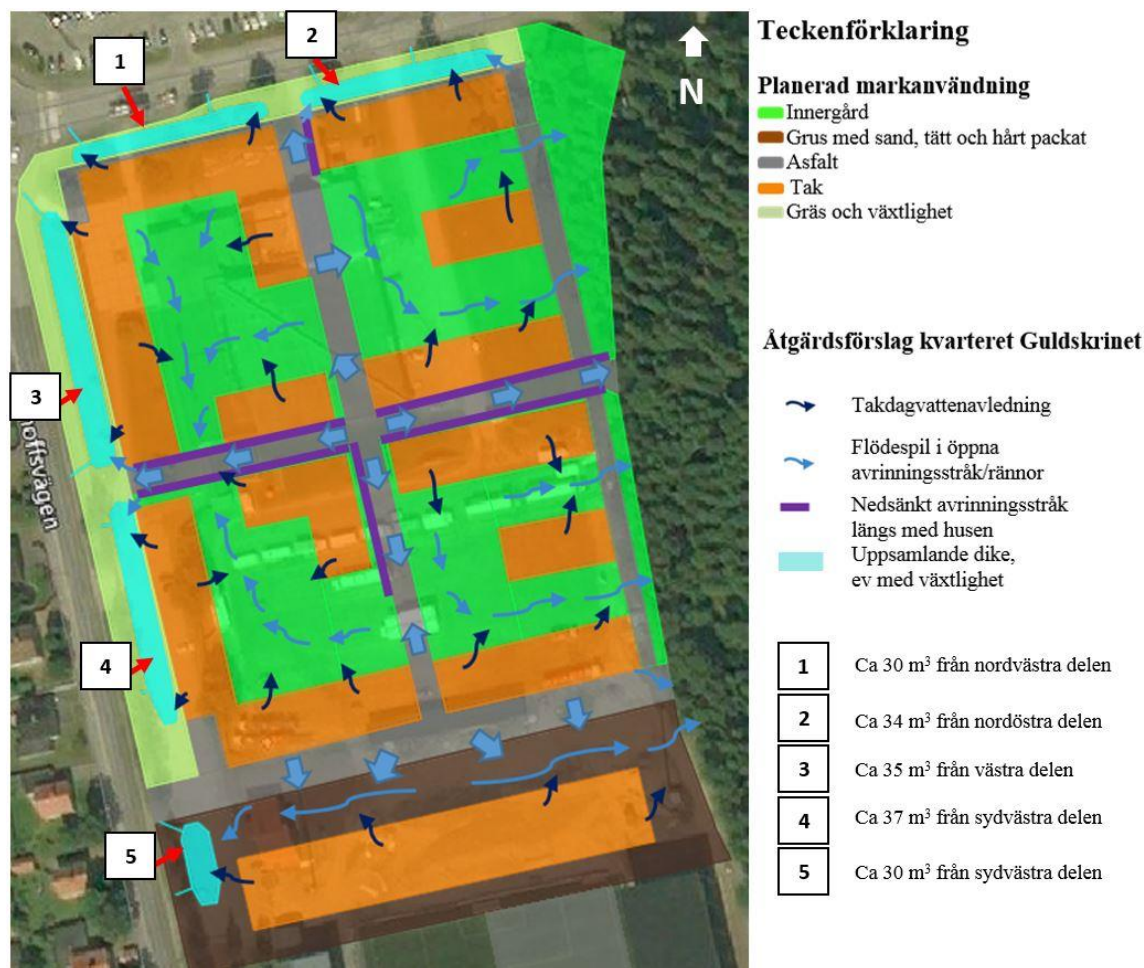 1
2
3
4
5
N
hoffsvägen
Teckenförklaring
Planerad markanvändning
Innergård
Grus med sand, tätt och hårt packat
Asfalt
Tak
Gräs och växtlighet
Åtgärdsförslag kvarteret Guldskrinet
Takdagvattenavledning
Flödespil i öppna
avrinningsstråk/rännor
Nedsänkt avrinningsstråk
längs med husen
Uppsamlande dike,
ev med växtlighet
1 Ca 30 m³ från nordvästra delen
2 Ca 34 m³ från nordöstra delen
3 Ca 35 m³ från västra delen
4 Ca 37 m³ från sydvästra delen
5 Ca 30 m³ från sydvästra delen